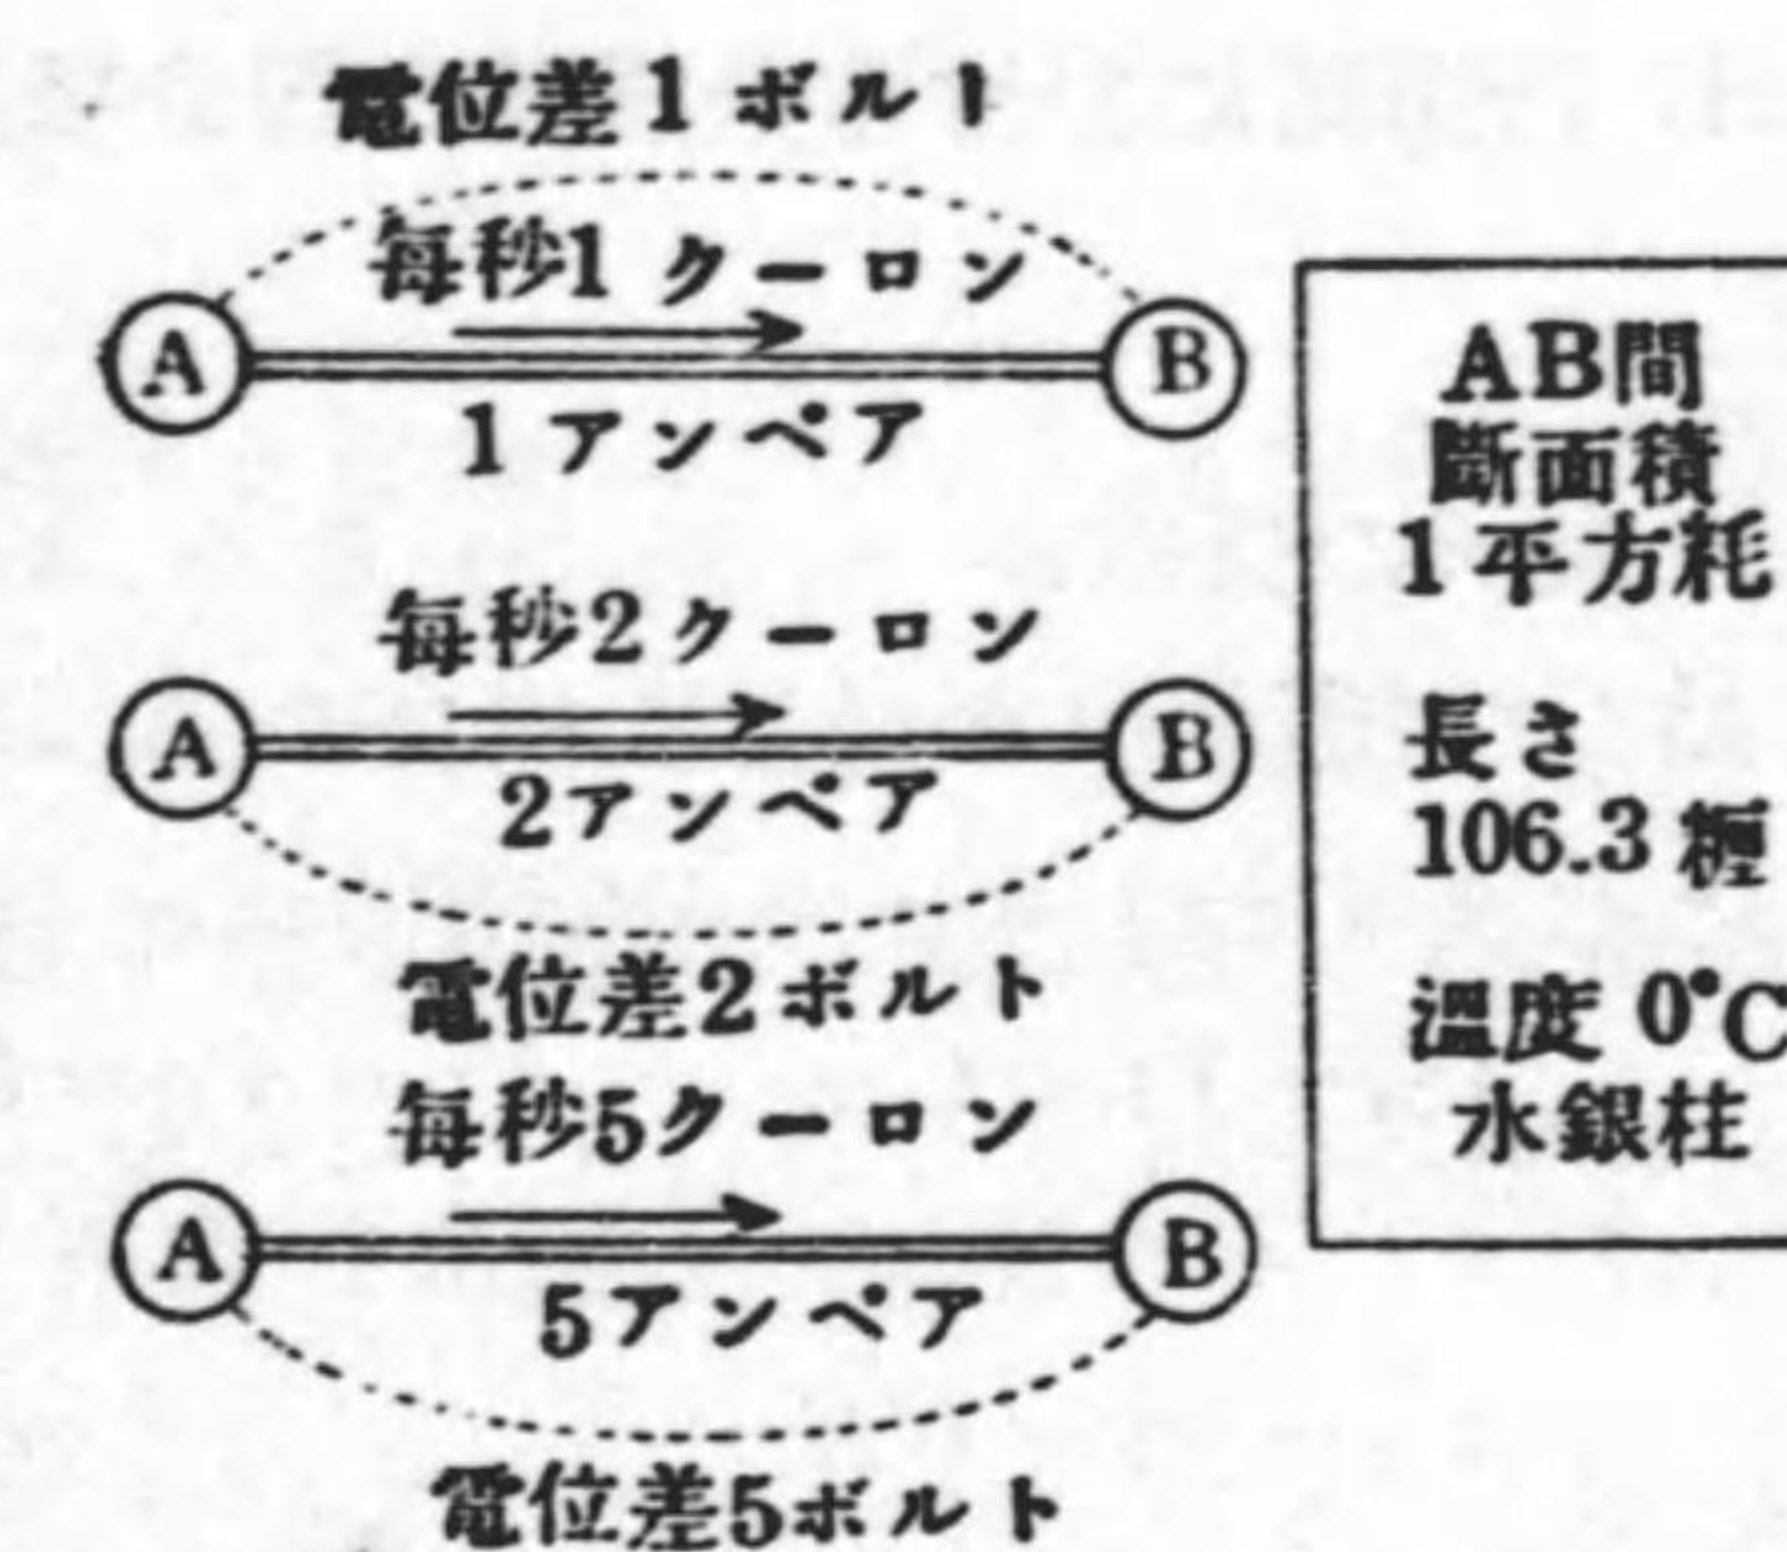 電位差1ボルト
毎秒1クーロン
A
B
1アンペア
毎秒2クーロン
A
B
2アンペア
電位差2ボルト
毎秒5クーロン
A
B
5アンペア
電位差5ボルト
AB間
斷面積
1平方粍
長さ
106.3糎
溫度 0°C
水銀柱